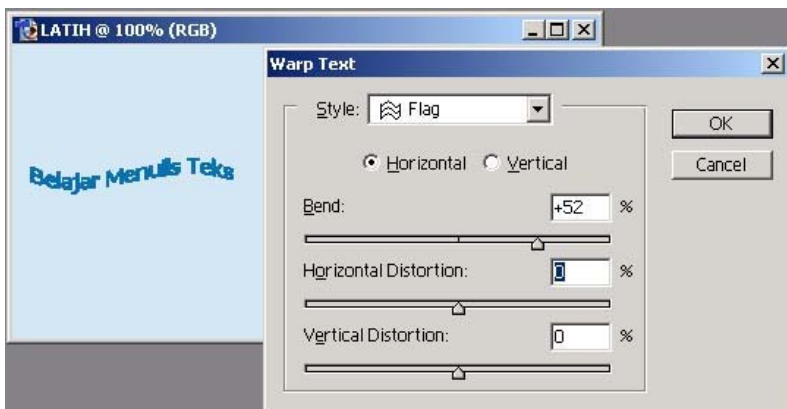 LATIH @ 100% (RGB)
Belajar Menulis Teks
Warp Text
Style: Flag
Horizontal Vertical
Bend: +52 %
Horizontal Distortion: 0 %
Vertical Distortion: 0 %
OK
Cancel